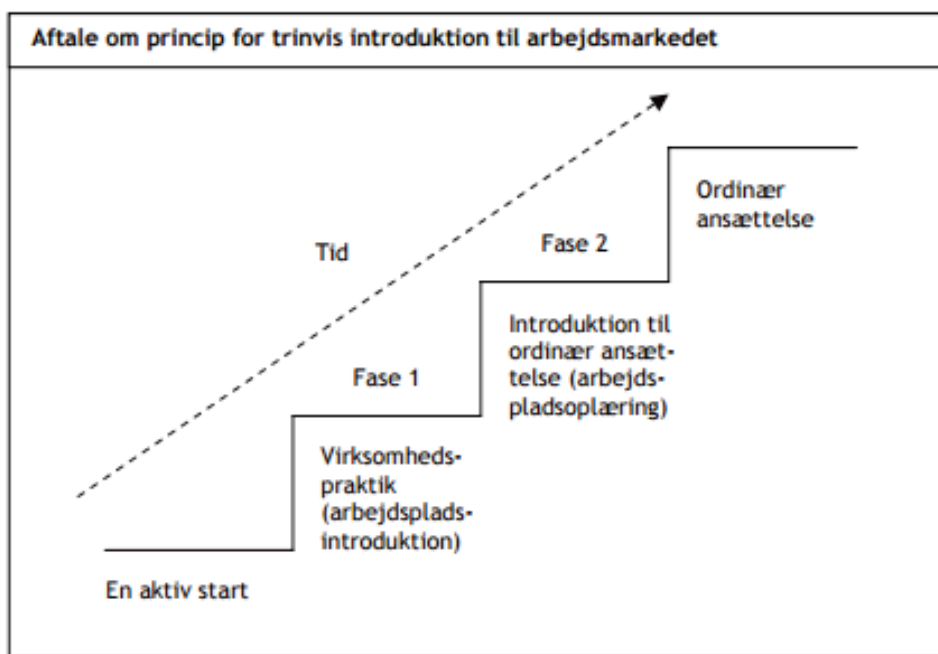 Aftale om princip for trinvis introduktion til arbejdsmarkedet
Ordinær
ansættelse
Fase 2
Tid
Introduktion til
ordinær ansæt-
telse (arbejds-
pladsoplæring)
Fase 1
Virksomheds-
praktik
(arbejdsplads-
introduktion)
En aktiv start